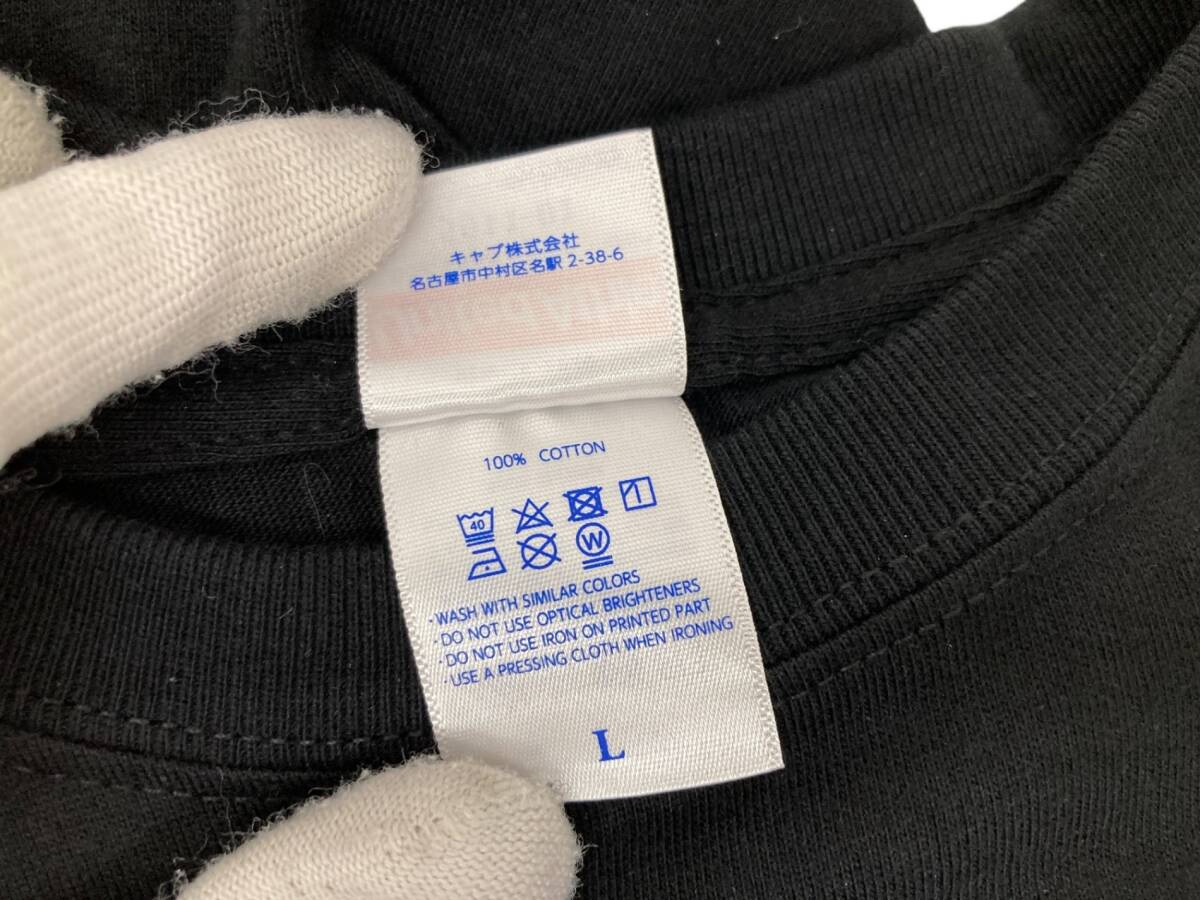 キャブ株式会社
名古屋市中村区名駅 2-38-6
100% COTTON
40
W
·WASH WITH SIMILAR COLORS
·DO NOT USE OPTICAL BRIGHTENERS
·DO NOT USE IRON ON PRINTED PART
·USE A PRESSING CLOTH WHEN IRONING
L